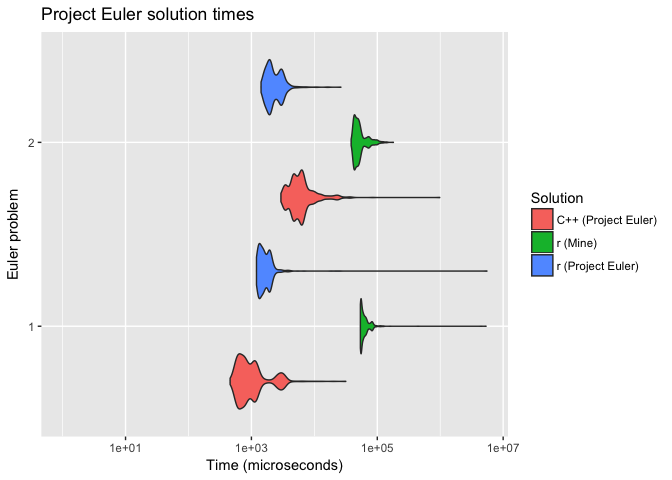 Project Euler solution times
Euler problem
2
1
1e+01 1e+03 1e+05 1e+07
Time (microseconds)
Solution
C++ (Project Euler)
r (Mine)
r (Project Euler)